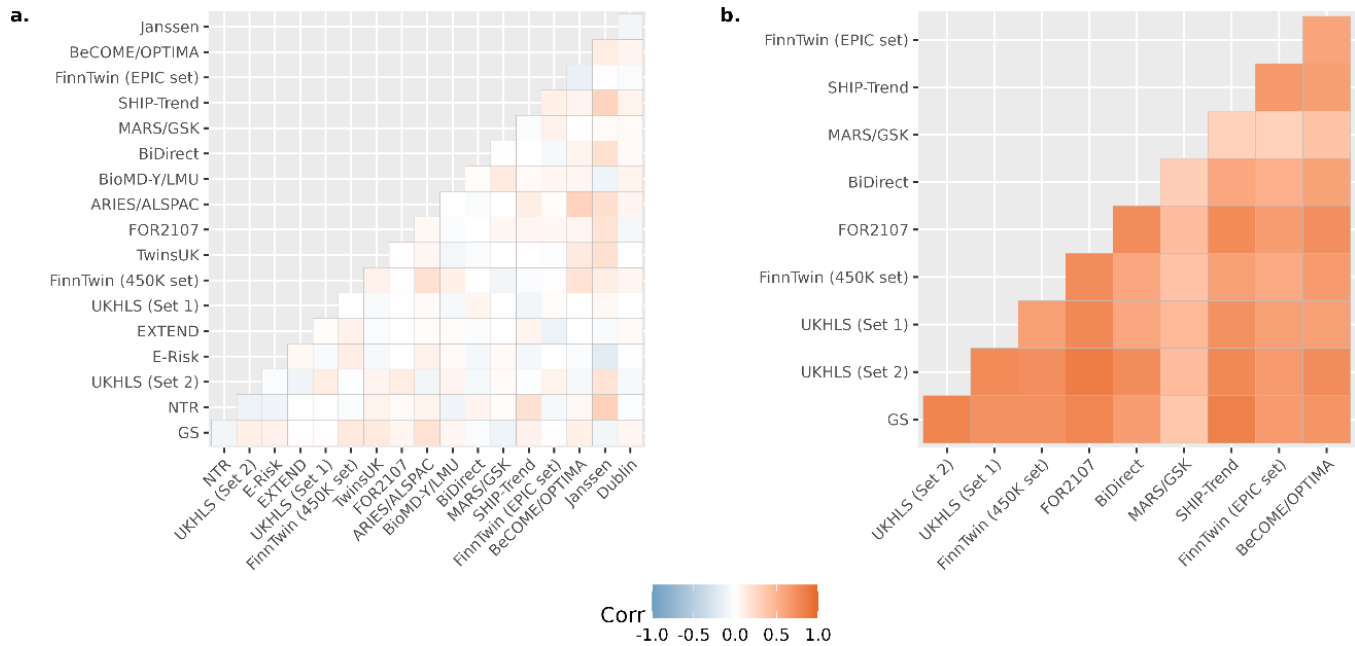 a.
Janssen
BeCOME/OPTIMA
FinnTwin (EPIC set)
SHIP-Trend
MARS/GSK
BiDirect
BioMD-Y/LMU
ARIES/ALSPAC
FOR2107
TwinsUK
FinnTwin (450K set)
UKHLS (Set 1)
EXTEND
E-Risk
UKHLS (Set 2)
NTR
GS
NTR
UKHLS (Set 2)
E-Risk
EXTEND
UKHLS (Set 1)
FinnTwin (450K set)
TwinsUK
FOR2107
ARIES/ALSPAC
BioMD-Y/LMU
BiDirect
MARS/GSK
SHIP-Trend
FinnTwin (EPIC set)
BeCOME/OPTIMA
Janssen
Dublin
b.
FinnTwin (EPIC set)
SHIP-Trend
MARS/GSK
BiDirect
FOR2107
FinnTwin (450K set)
UKHLS (Set 1)
UKHLS (Set 2)
GS
UKHLS (Set 2)
UKHLS (Set 1)
FinnTwin (450K set)
FOR2107
BiDirect
MARS/GSK
SHIP-Trend
FinnTwin (EPIC set)
BeCOME/OPTIMA
Corr
-1.0 -0.5 0.0 0.5 1.0